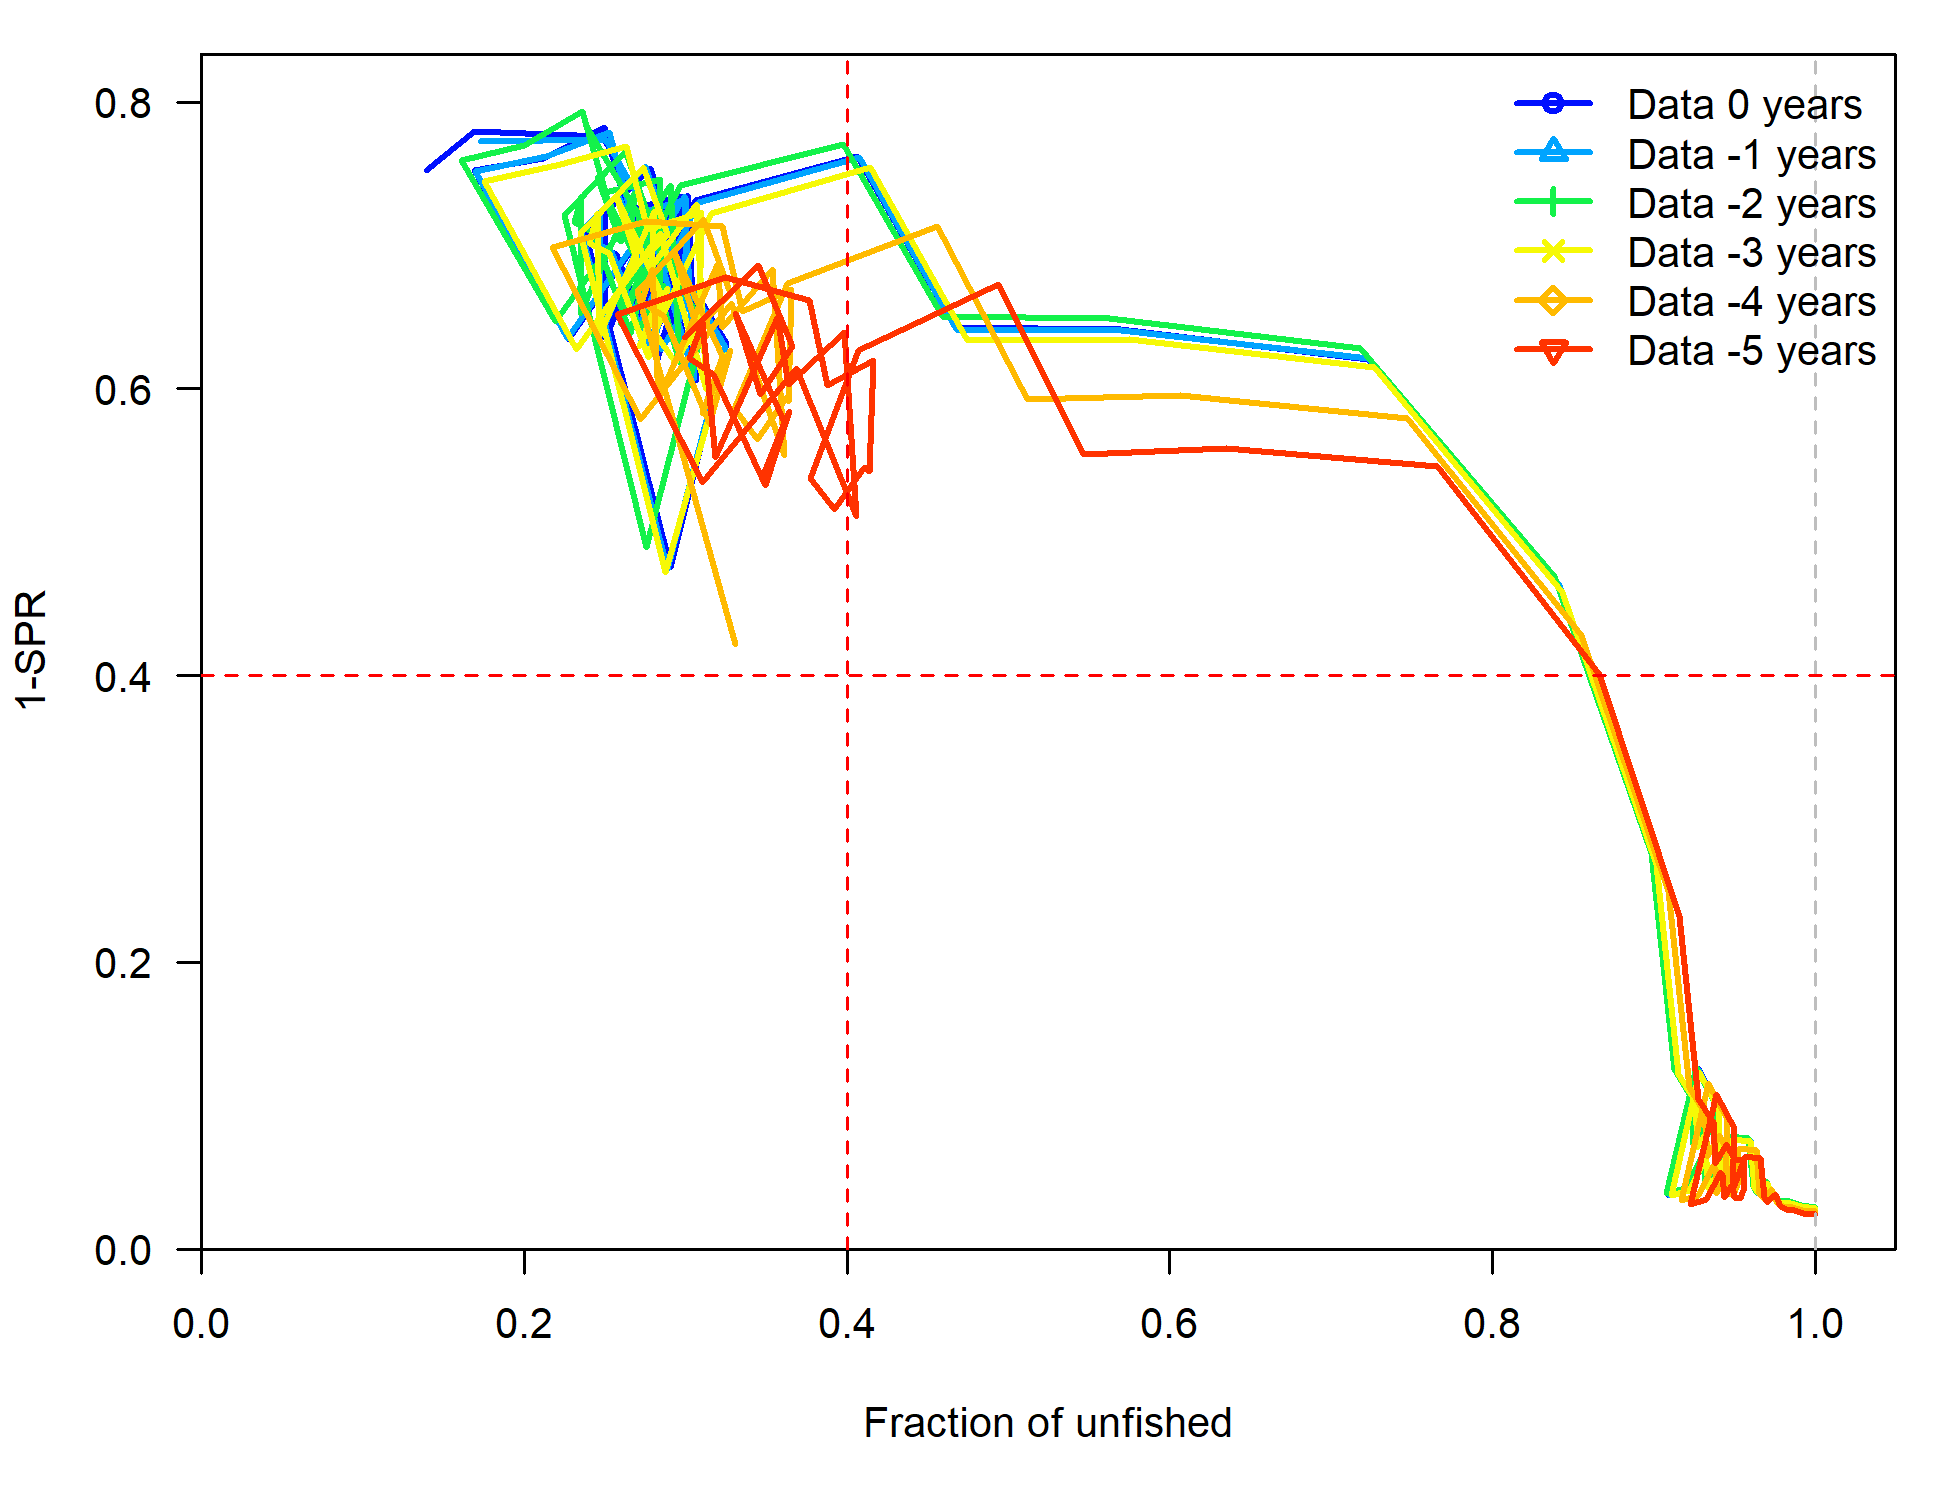 0.8
0.6
0.4
0.2
0.0
1-SPR
Data 0 years
Data -1 years
Data -2 years
Data -3 years
Data -4 years
Data -5 years
0.0 0.2 0.4 0.6 0.8 1.0
Fraction of unfished